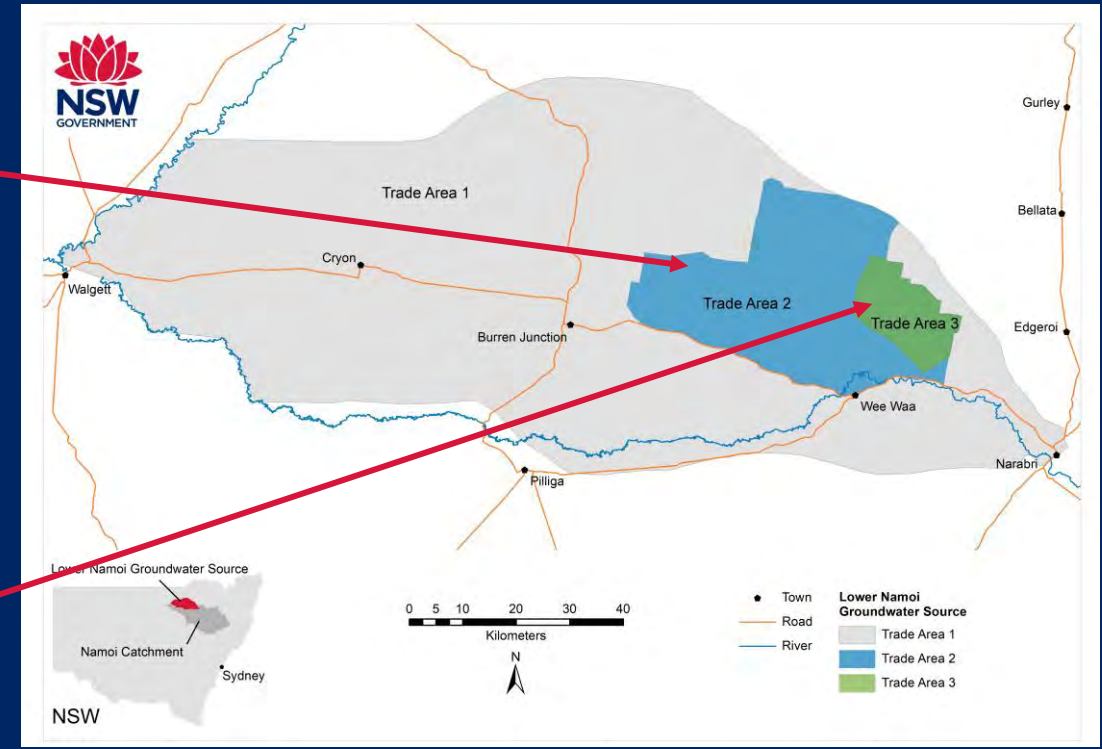 NSW
GOVERNMENT
Gurley
Trade Area 1
Bellata
Cryon
Walgett
Trade Area 2
Trade Area 3
Burren Junction
Edgeroi
Wee Waa
Narabri
Pilliga
Lower Namoi Groundwater Source
Namoi Catchment
Sydney
NSW
0 5 10 20 30 40
Kilometers
N
Town
Road
River
Lower Namoi
Groundwater Source
Trade Area 1
Trade Area 2
Trade Area 3